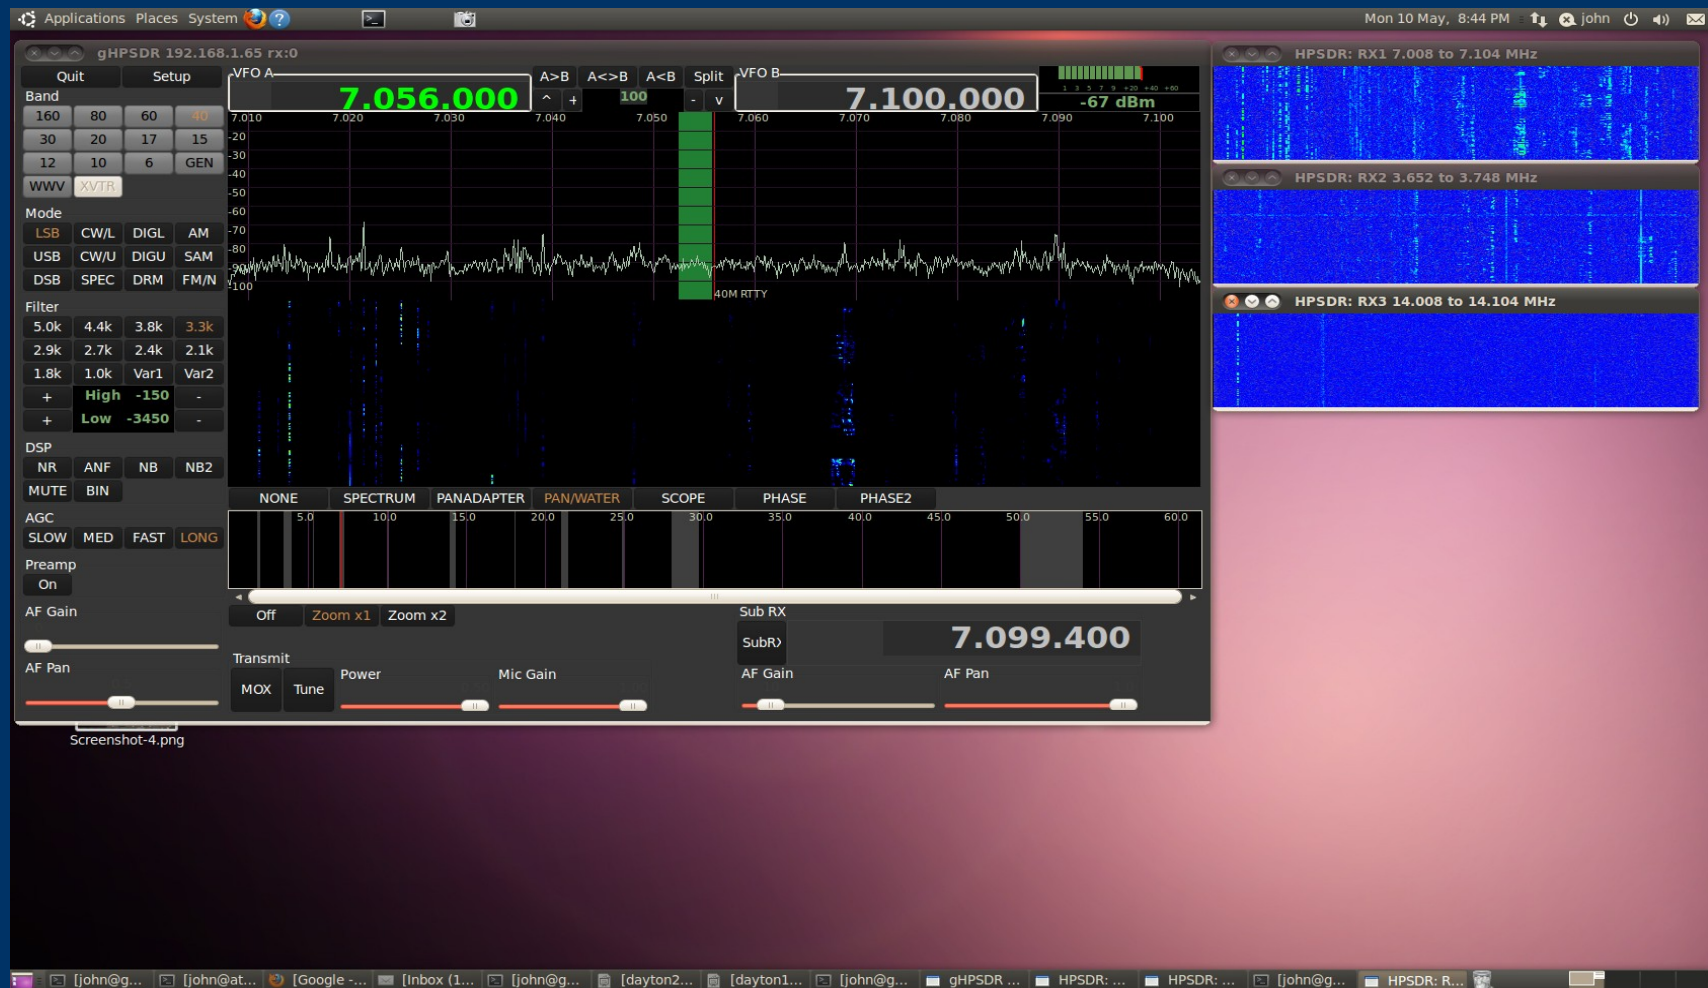 Applications Places System
Mon 10 May, 8:44 PM john
gHPSDR 192.168.1.65 rx:0
Quit Setup
Band
160 80 60 40
30 20 17 15
12 10 6 GEN
WWV XVTR
Mode
LSB CW/L DIGL AM
USB CW/U DIGU SAM
DSB SPEC DRM FM/N
Filter
5.0k 4.4k 3.8k 3.3k
2.9k 2.7k 2.4k 2.1k
1.8k 1.0k Var1 Var2
+ High -150 -
+ Low -3450 -
DSP
NR ANF NB NB2
MUTE BIN
AGC
SLOW MED FAST LONG
Preamp
On
AF Gain
AF Pan
VFO A
7.056.000
A>B A<>B A<B Split
^ + 100 - v
VFO B
7.100.000
1 3 5 7 9 +20 +40 +60
-67 dBm
7.010 7.020 7.030 7.040 7.050 7.060 7.070 7.080 7.090 7.100
-20
-30
-40
-50
-60
-70
-80
-90
-100
40M RTTY
NONE SPECTRUM PANADAPTER PAN/WATER SCOPE PHASE PHASE2
5.0 10.0 15.0 20.0 25.0 30.0 35.0 40.0 45.0 50.0 55.0 60.0
Off Zoom x1 Zoom x2
Transmit
MOX Tune
Power
Mic Gain
Sub RX
SubR
7.099.400
AF Gain
AF Pan
HPSDR: RX1 7.008 to 7.104 MHz
HPSDR: RX2 3.652 to 3.748 MHz
HPSDR: RX3 14.008 to 14.104 MHz
Screenshot-4.png
[john@g... [john@at... [Google -... [Inbox (1... [john@g... [dayton2... [dayton1... [john@g... gHPSDR ... HPSDR: ... HPSDR: ... [john@g... HPSDR: R...